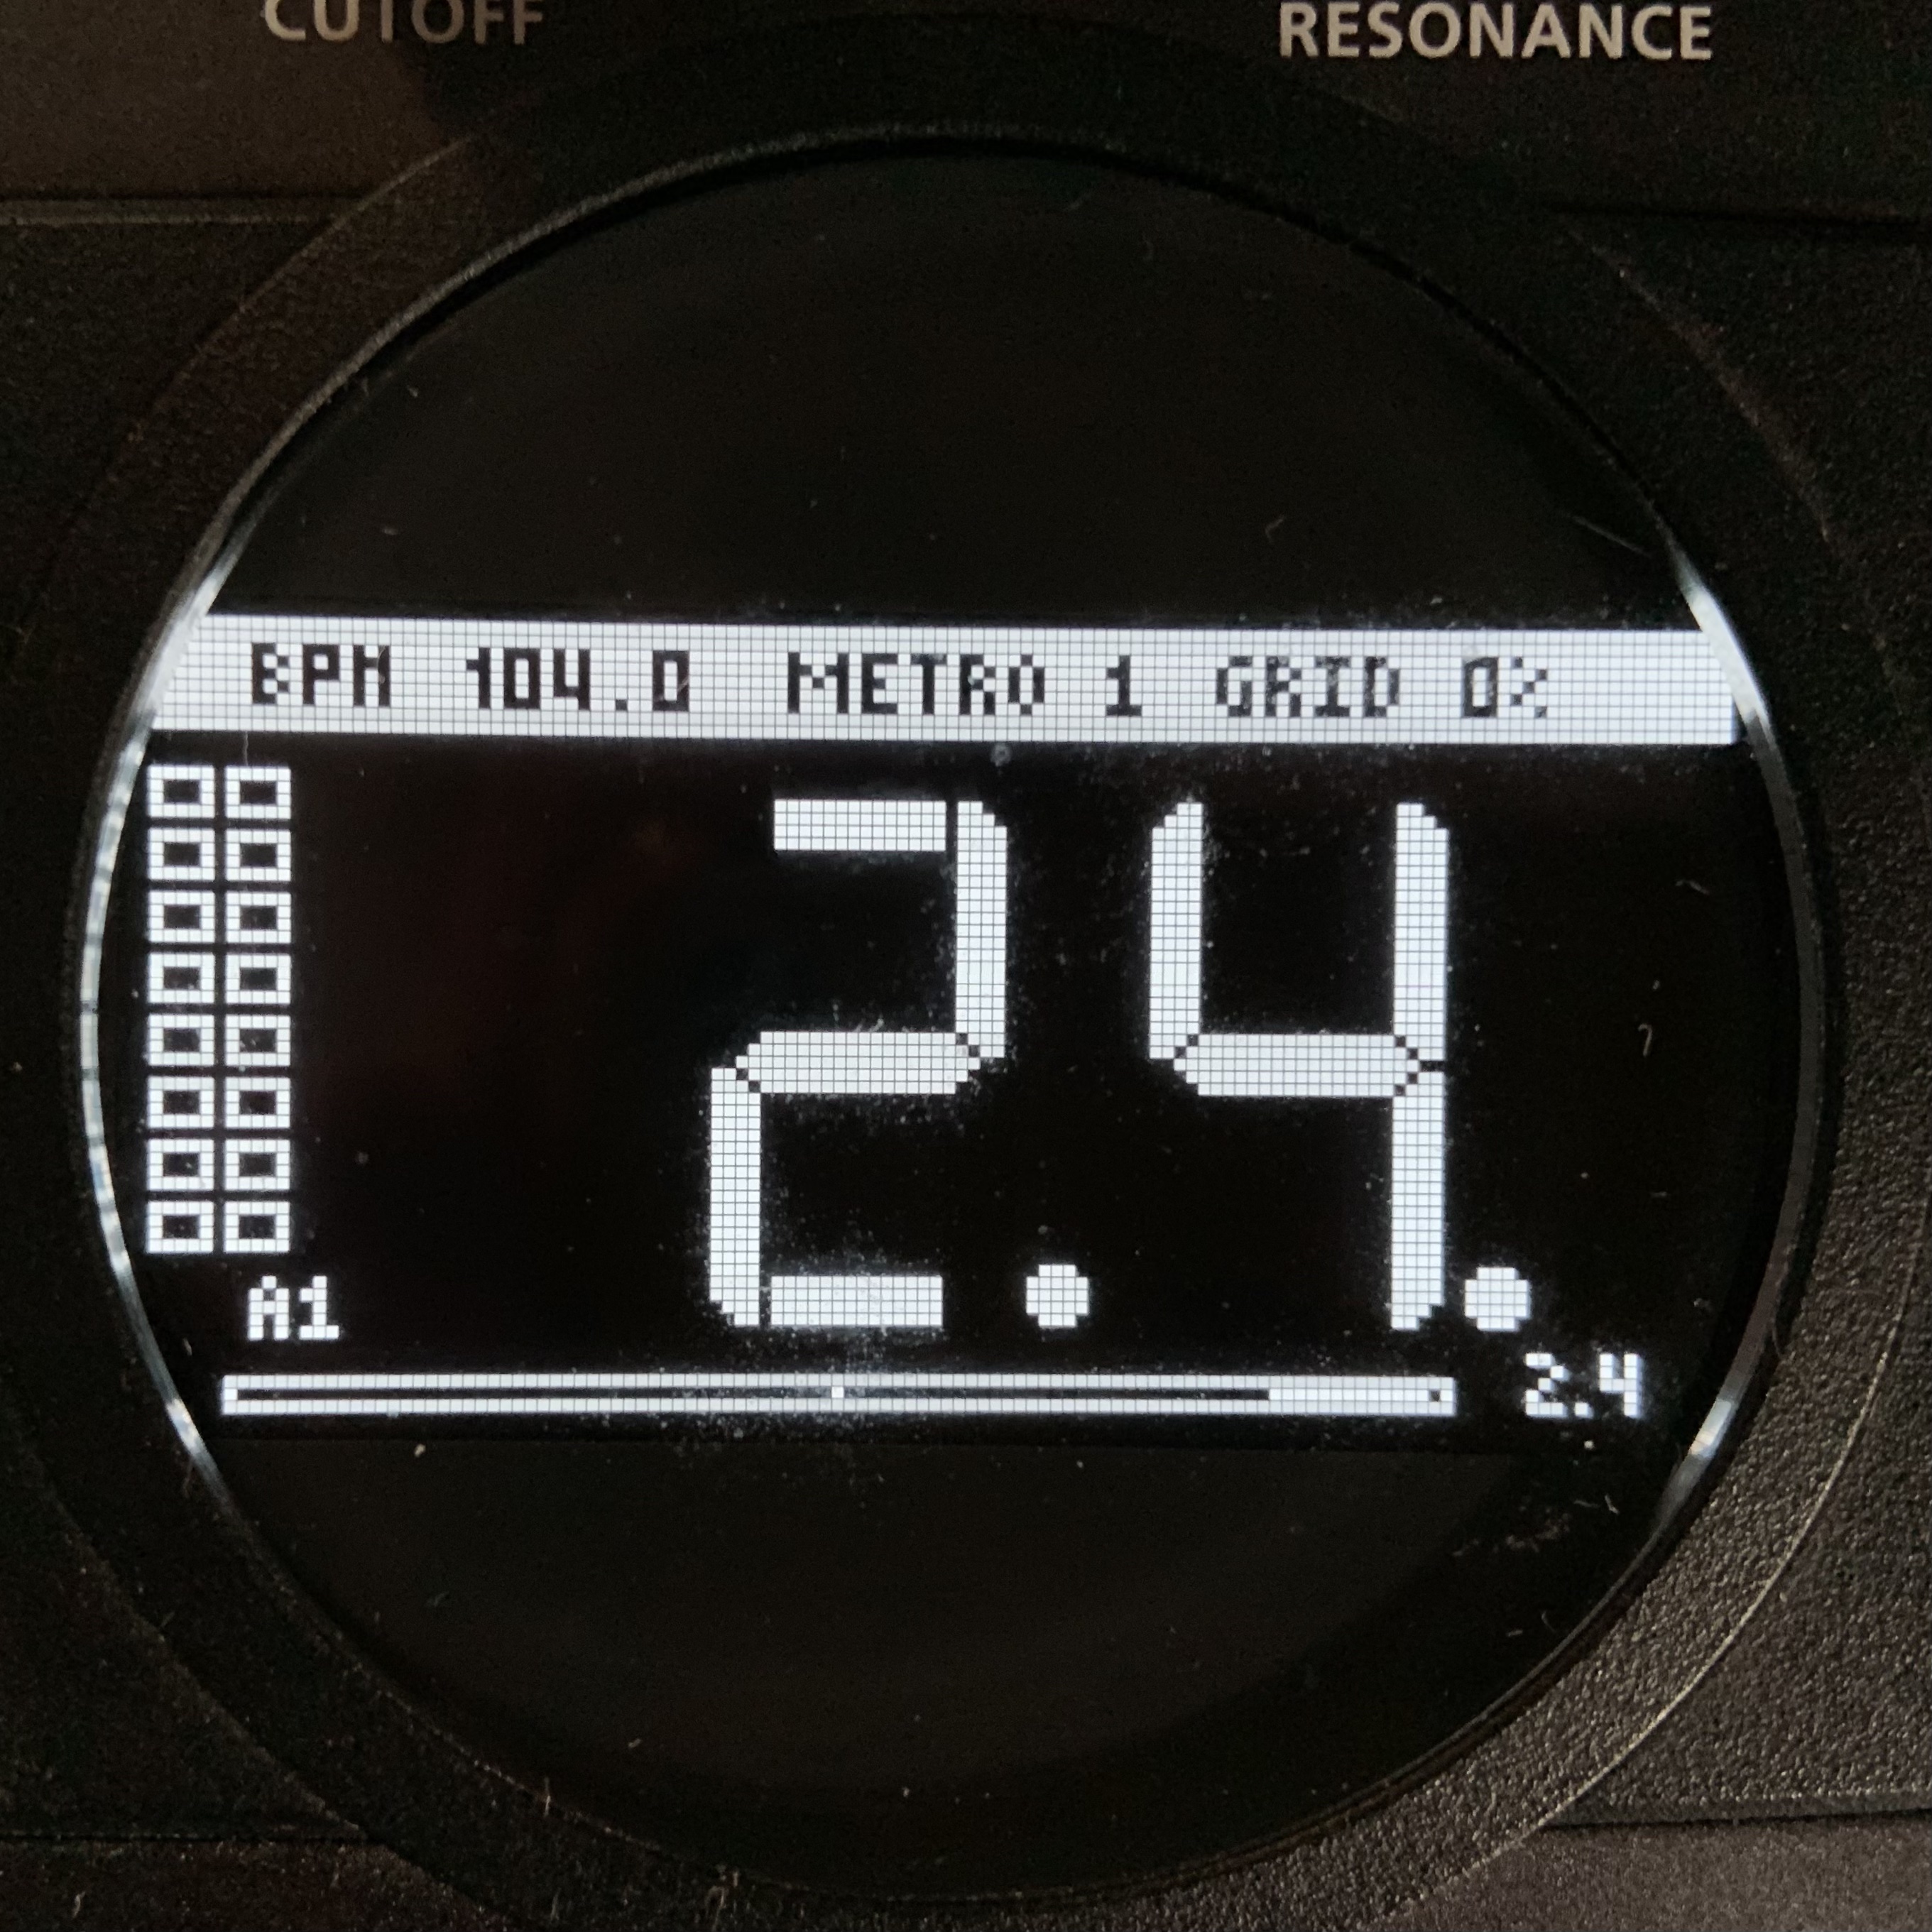 CUTOFF RESONANCE
BPM 104.0 METRO 1 GRID 0%
2.4.
A1
2.4